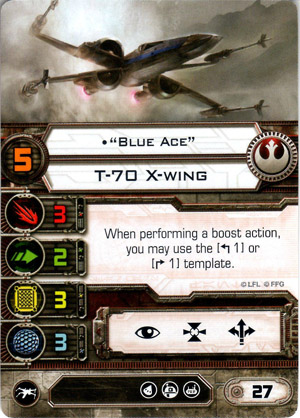 •“Blue Ace”
5
T-70 X-wing
3
When performing a boost action,
you may use the [↰ 1] or
[↱ 1] template.
2
©LFL ©FFG
3
3
27